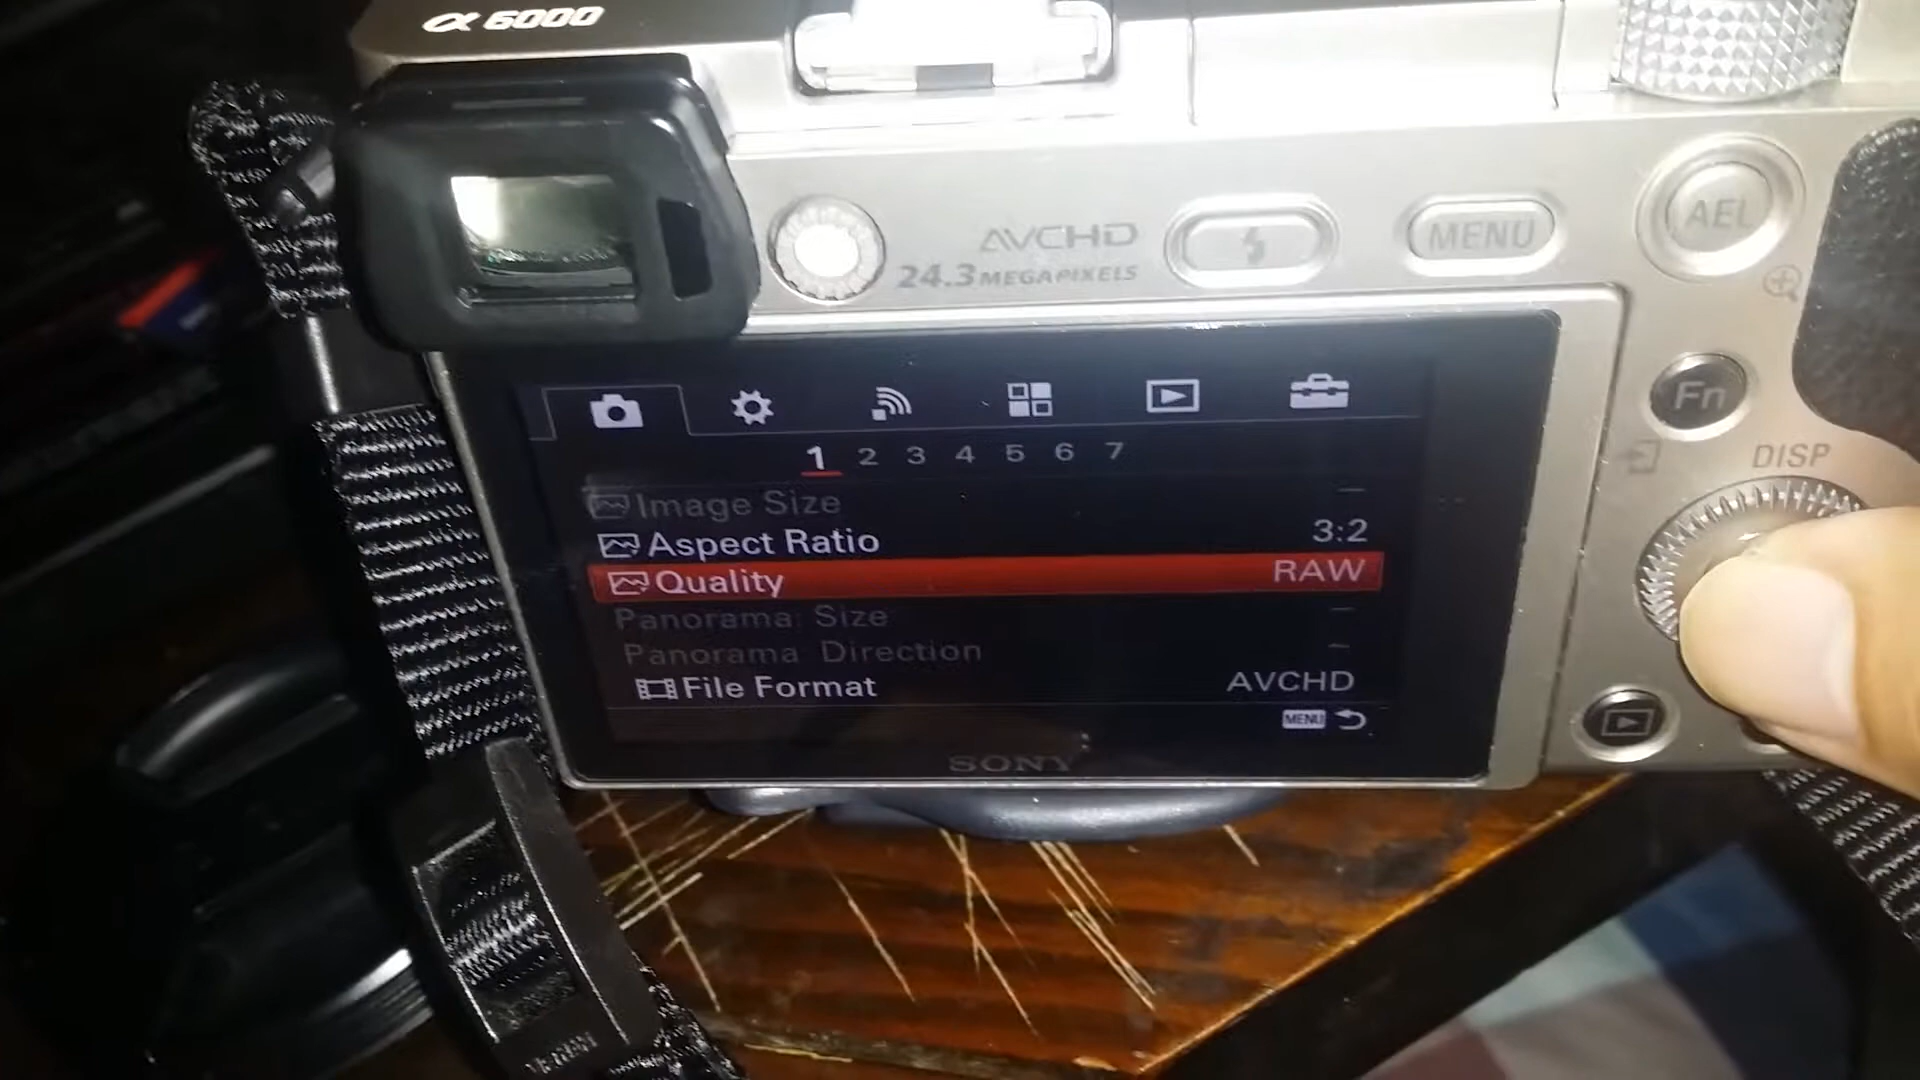 α 6000
AVCHD
24.3 MEGAPIXELS
MENU
AEL
Fn
DISP
1 2 3 4 5 6 7
Image Size –
Aspect Ratio 3:2
Quality RAW
Panorama: Size –
Panorama: Direction –
File Format AVCHD
MENU
SONY